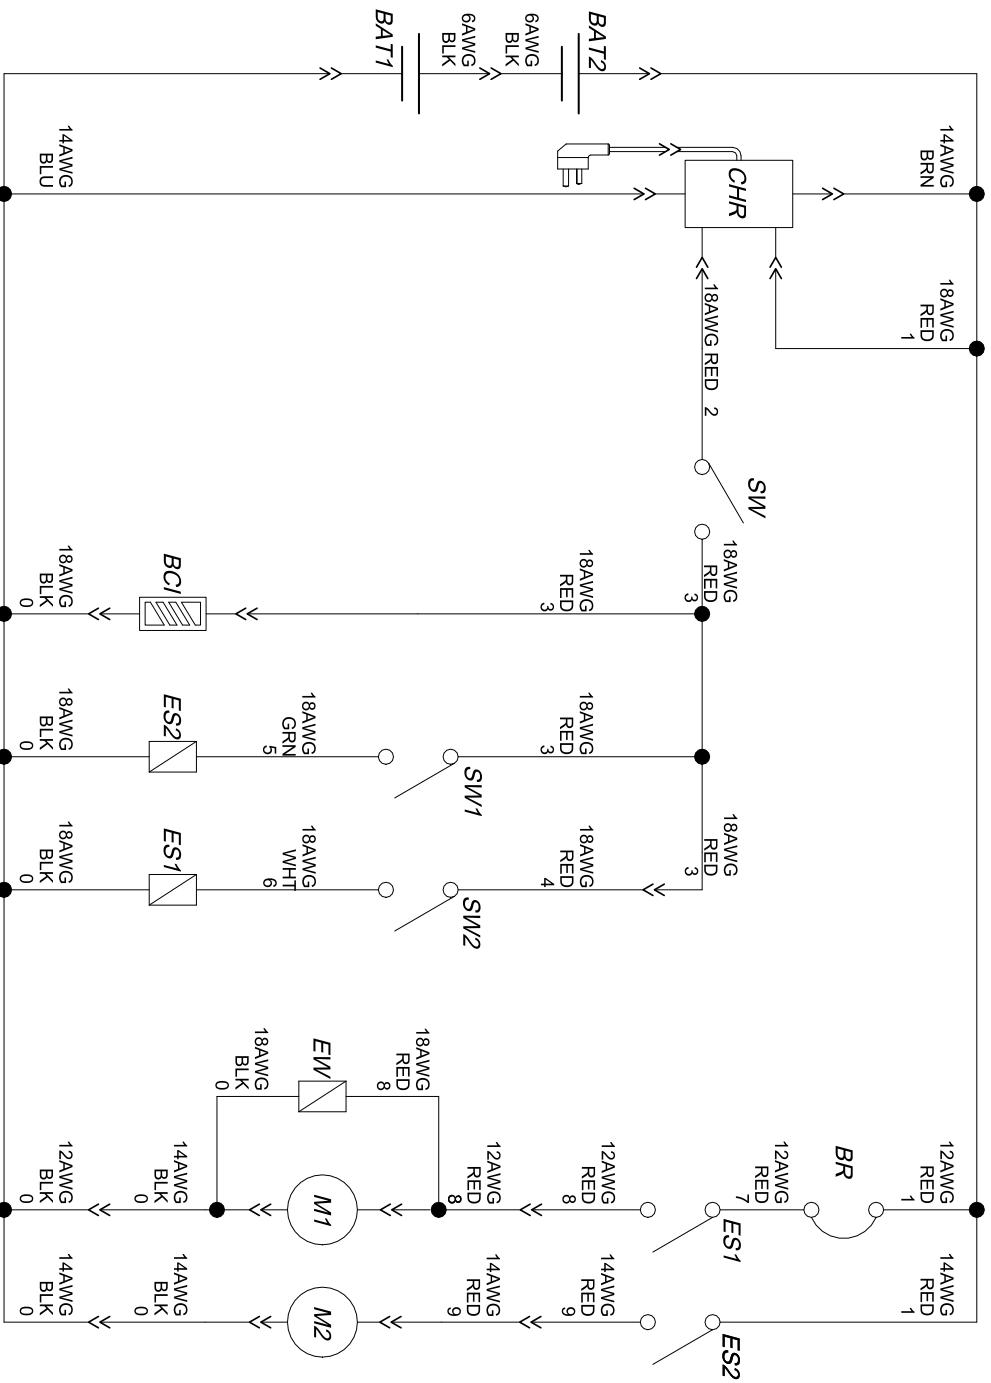 BAT1
6AWG
BLK
6AWG
BLK
BAT2
14AWG
BLU
CHR
14AWG
BRN
18AWG
RED
1
18AWG RED 2
SW
18AWG
RED
3
18AWG
BLK
0
BCI
18AWG
RED
3
18AWG
BLK
0
ES2
18AWG
GRN
5
SW1
18AWG
RED
3
18AWG
BLK
0
ES1
18AWG
WHT
6
SW2
18AWG
RED
4
18AWG
RED
3
18AWG
BLK
0
EW
18AWG
RED
8
12AWG
BLK
0
14AWG
BLK
0
M1
12AWG
RED
8
12AWG
RED
8
ES1
12AWG
RED
7
BR
12AWG
RED
1
14AWG
BLK
0
14AWG
BLK
0
M2
14AWG
RED
9
14AWG
RED
9
ES2
14AWG
RED
1